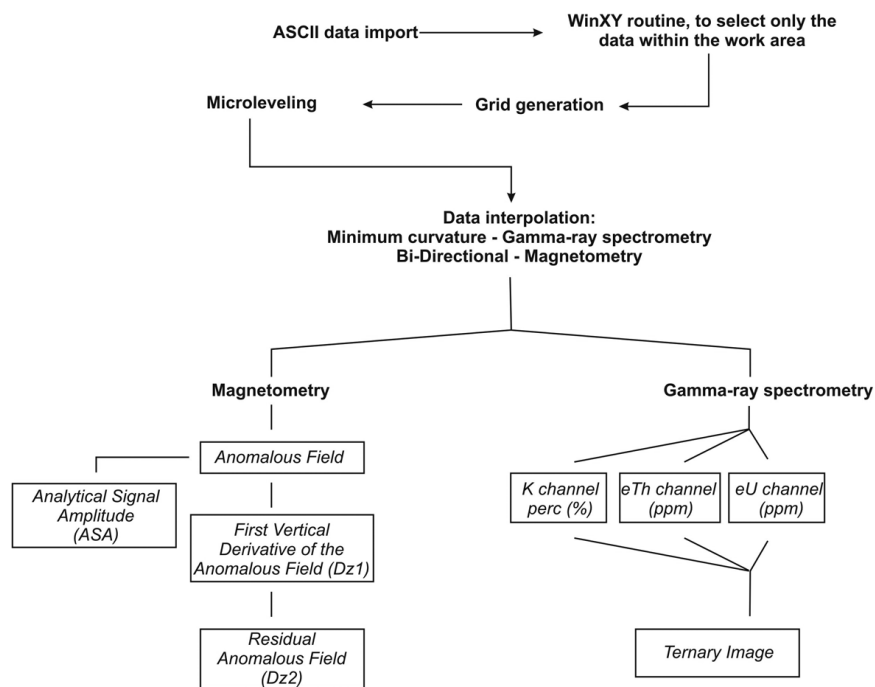 ASCII data import
WinXY routine, to select only the
data within the work area
Microleveling
Grid generation
Data interpolation:
Minimum curvature - Gamma-ray spectrometry
Bi-Directional - Magnetometry
Magnetometry
Gamma-ray spectrometry
Anomalous Field
Analytical Signal
Amplitude
(ASA)
First Vertical
Derivative of the
Anomalous Field (Dz1)
Residual
Anomalous Field
(Dz2)
K channel
perc (%)
eTh channel
(ppm)
eU channel
(ppm)
Ternary Image